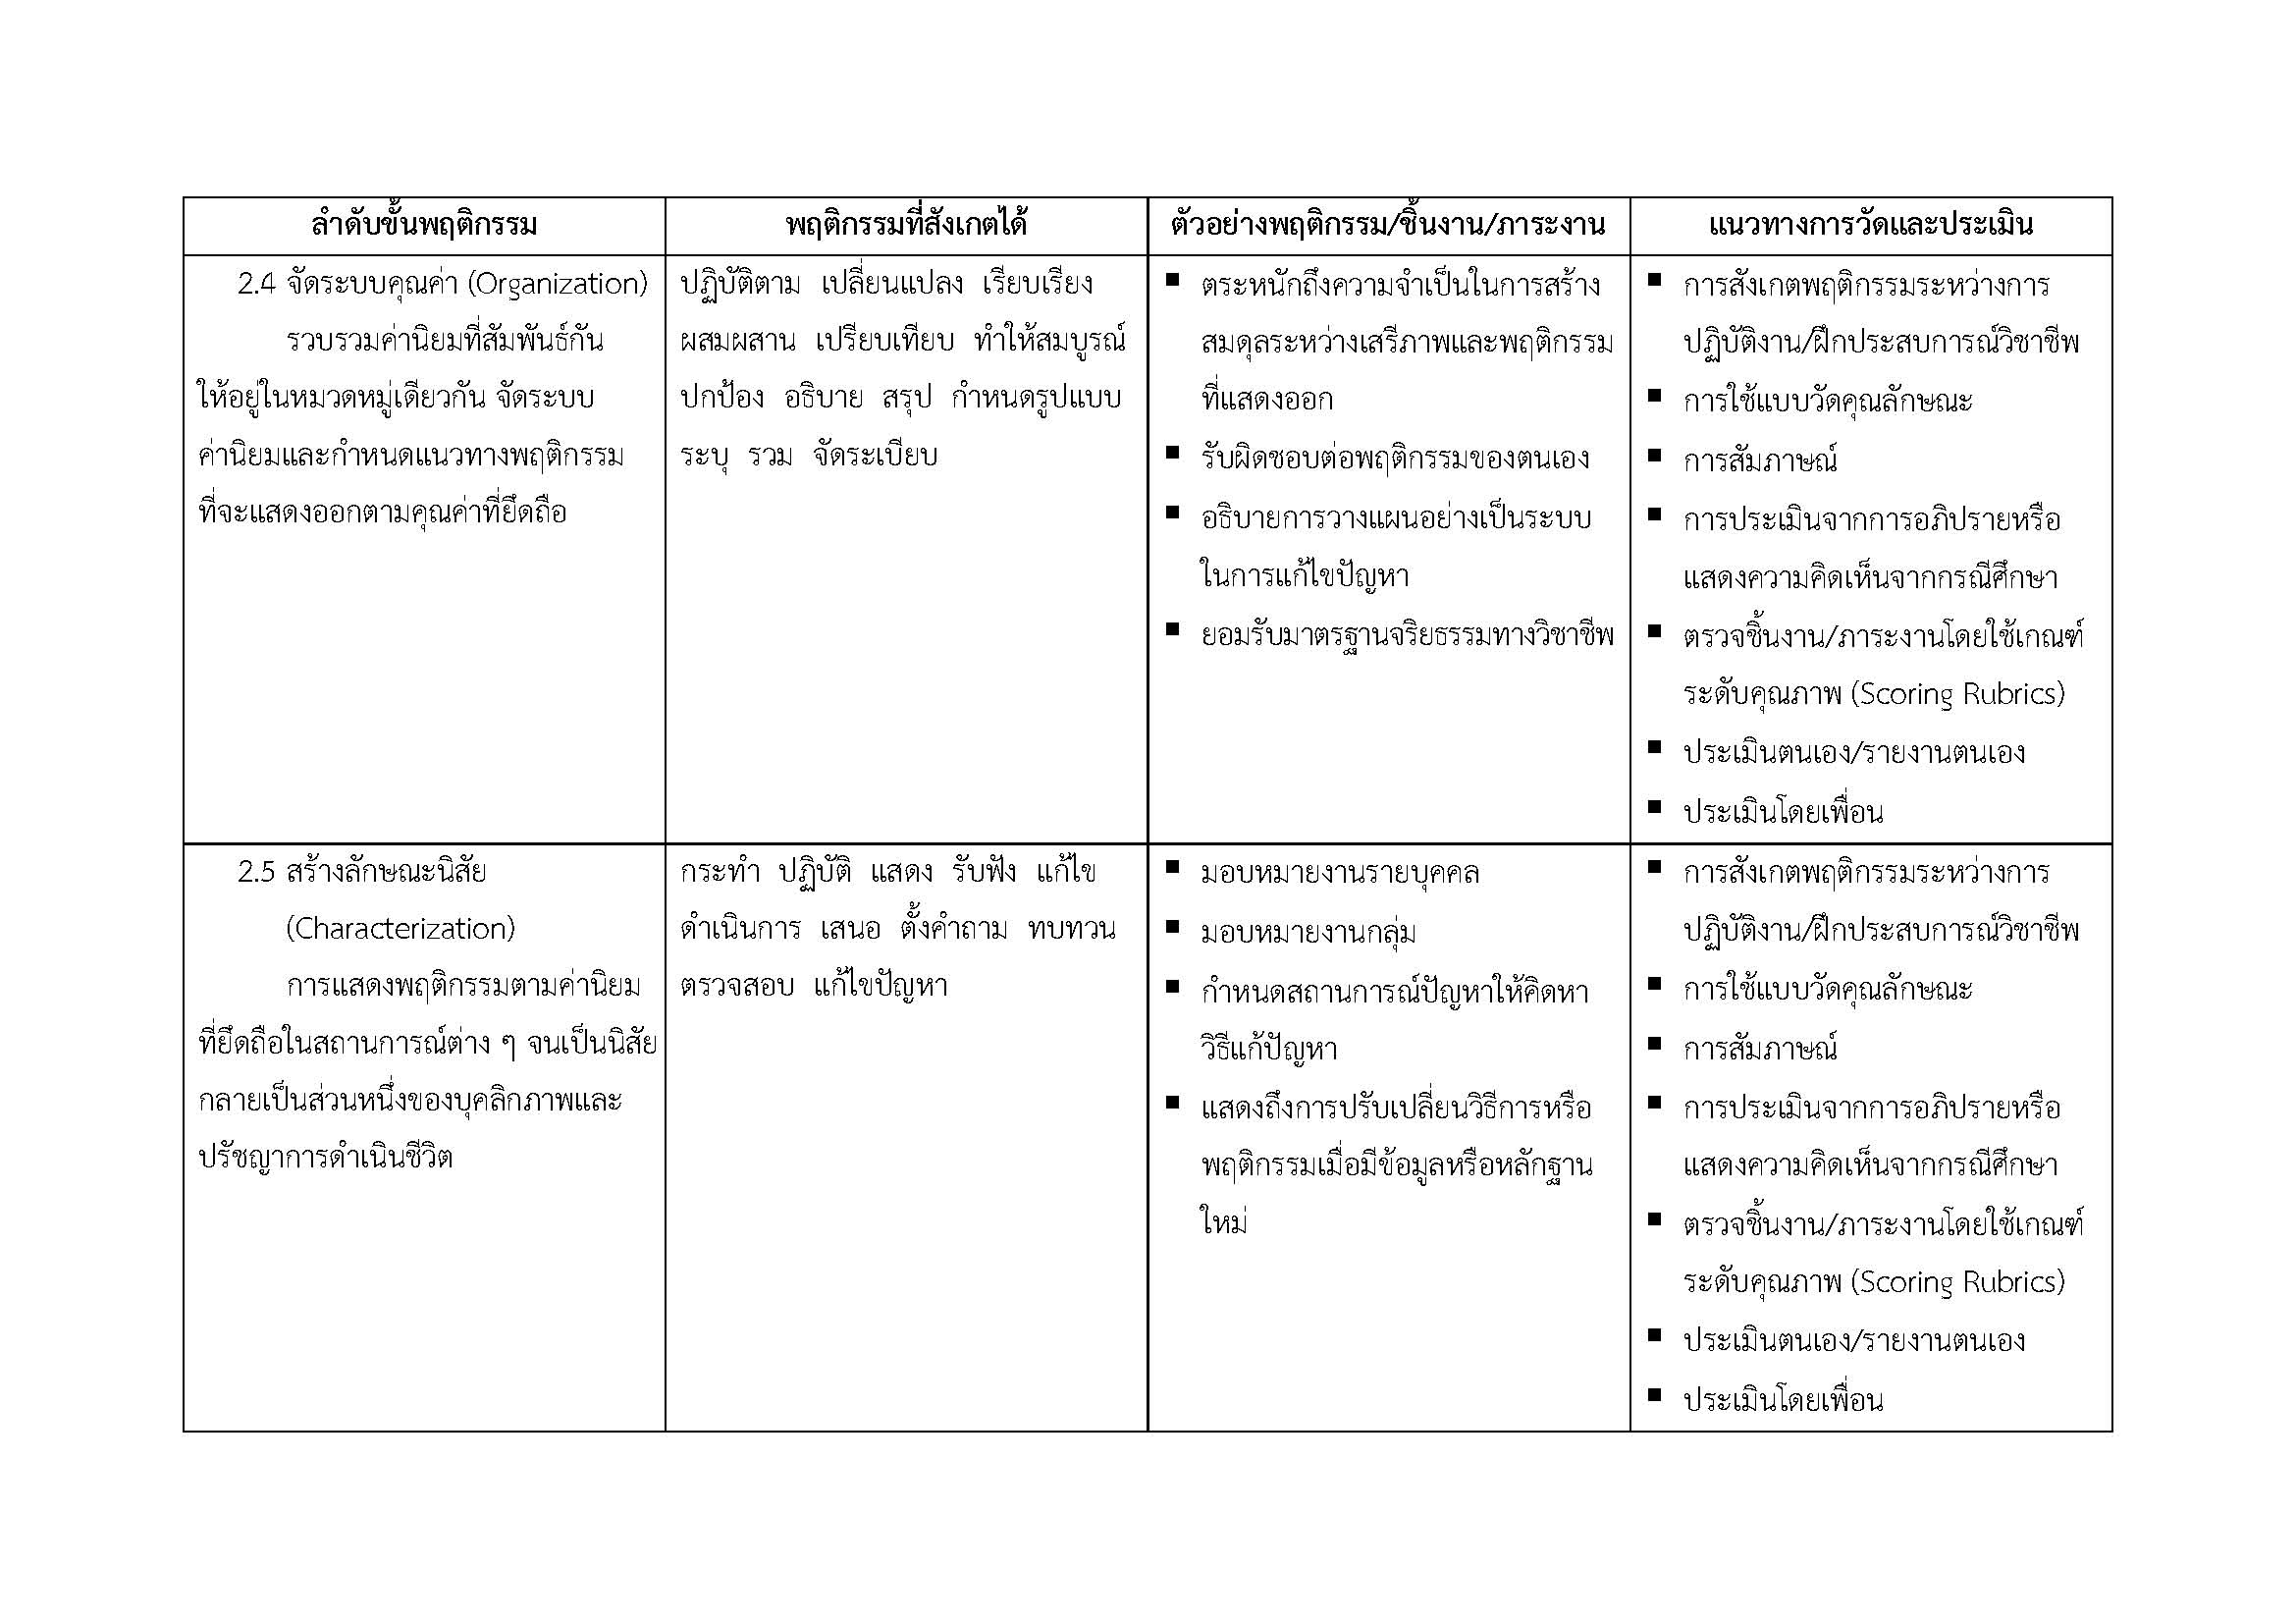 ลำดับขั้นพฤติกรรม
พฤติกรรมที่สังเกตได้
ตัวอย่างพฤติกรรม/ชิ้นงาน/ภาระงาน
แนวทางการวัดและประเมิน
2.4 จัดระบบคุณค่า (Organization)
รวบรวมค่านิยมที่สัมพันธ์กัน
ให้อยู่ในหมวดหมู่เดียวกัน จัดระบบ
ค่านิยมและกำหนดแนวทางพฤติกรรม
ที่จะแสดงออกตามคุณค่าที่ยึดถือ
ปฏิบัติตาม เปลี่ยนแปลง เรียบเรียง
ผสมผสาน เปรียบเทียบ ทำให้สมบูรณ์
ปกป้อง อธิบาย สรุป กำหนดรูปแบบ
ระบุ รวม จัดระเบียบ
▪ ตระหนักถึงความจำเป็นในการสร้าง
สมดุลระหว่างเสรีภาพและพฤติกรรม
ที่แสดงออก
▪ รับผิดชอบต่อพฤติกรรมของตนเอง
▪ อธิบายการวางแผนอย่างเป็นระบบ
ในการแก้ไขปัญหา
▪ ยอมรับมาตรฐานจริยธรรมทางวิชาชีพ
▪ การสังเกตพฤติกรรมระหว่างการ
ปฏิบัติงาน/ฝึกประสบการณ์วิชาชีพ
▪ การใช้แบบวัดคุณลักษณะ
▪ การสัมภาษณ์
▪ การประเมินจากการอภิปรายหรือ
แสดงความคิดเห็นจากกรณีศึกษา
▪ ตรวจชิ้นงาน/ภาระงานโดยใช้เกณฑ์
ระดับคุณภาพ (Scoring Rubrics)
▪ ประเมินตนเอง/รายงานตนเอง
▪ ประเมินโดยเพื่อน
2.5 สร้างลักษณะนิสัย
(Characterization)
การแสดงพฤติกรรมตามค่านิยม
ที่ยึดถือในสถานการณ์ต่าง ๆ จนเป็นนิสัย
กลายเป็นส่วนหนึ่งของบุคลิกภาพและ
ปรัชญาการดำเนินชีวิต
กระทำ ปฏิบัติ แสดง รับฟัง แก้ไข
ดำเนินการ เสนอ ตั้งคำถาม ทบทวน
ตรวจสอบ แก้ไขปัญหา
▪ มอบหมายงานรายบุคคล
▪ มอบหมายงานกลุ่ม
▪ กำหนดสถานการณ์ปัญหาให้คิดหา
วิธีแก้ปัญหา
▪ แสดงถึงการปรับเปลี่ยนวิธีการหรือ
พฤติกรรมเมื่อมีข้อมูลหรือหลักฐาน
ใหม่
▪ การสังเกตพฤติกรรมระหว่างการ
ปฏิบัติงาน/ฝึกประสบการณ์วิชาชีพ
▪ การใช้แบบวัดคุณลักษณะ
▪ การสัมภาษณ์
▪ การประเมินจากการอภิปรายหรือ
แสดงความคิดเห็นจากกรณีศึกษา
▪ ตรวจชิ้นงาน/ภาระงานโดยใช้เกณฑ์
ระดับคุณภาพ (Scoring Rubrics)
▪ ประเมินตนเอง/รายงานตนเอง
▪ ประเมินโดยเพื่อน